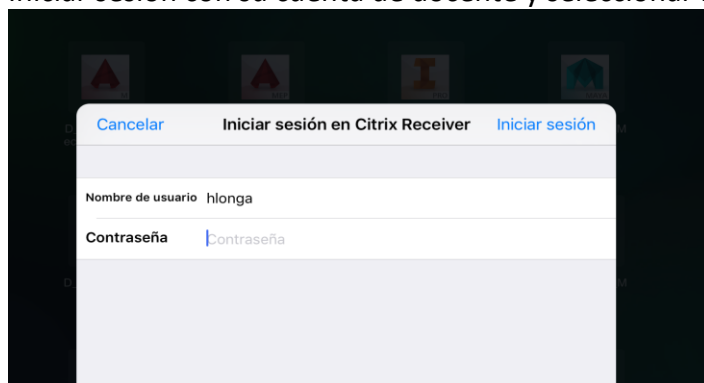 Iniciar sesión con su cuenta de docente y seleccionar
Cancelar Iniciar sesión en Citrix Receiver Iniciar sesión
Nombre de usuario hlonga
Contraseña Contraseña